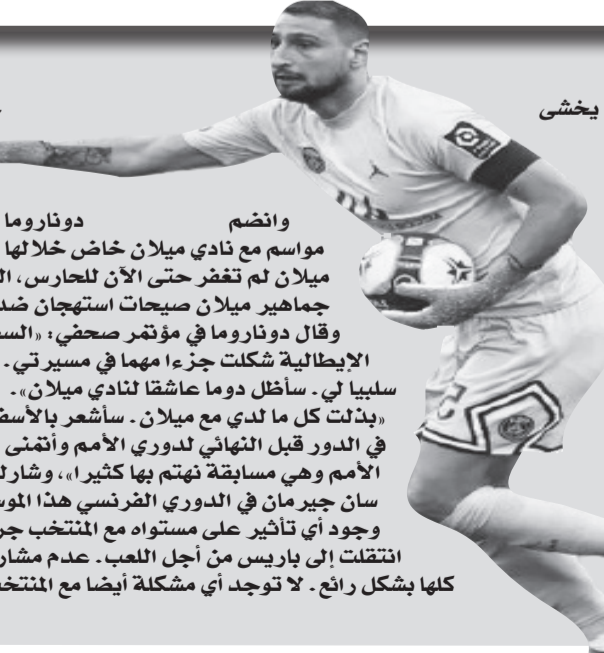 يخشى
وانضم دوناروما
مواسم مع نادي ميلان خاض خلالها
ميلان لم تغفر حتى الآن للحارس، ال
جماهير ميلان صيحات استهجان ضد
وقال دوناروما في مؤتمر صحفي: «الس
الإيطالية شكلت جزءا مهما في مسيرتي.
سلبيا لي. سأظل دوما عاشقا لنادي ميلان».
«بذلت كل ما لدي مع ميلان. سأشعر بالأسف
في الدور قبل النهائي لدوري الأمم وأتمنى
الأمم وهي مسابقة نهتم بها كثيرا»، وشارك
سان جيرمان في الدوري الفرنسي هذا الموس
وجود أي تأثير على مستواه مع المنتخب جر
انتقلت إلى باريس من أجل اللعب. عدم مشار
كلها بشكل رائع. لا توجد أي مشكلة أيضا مع المنتخ